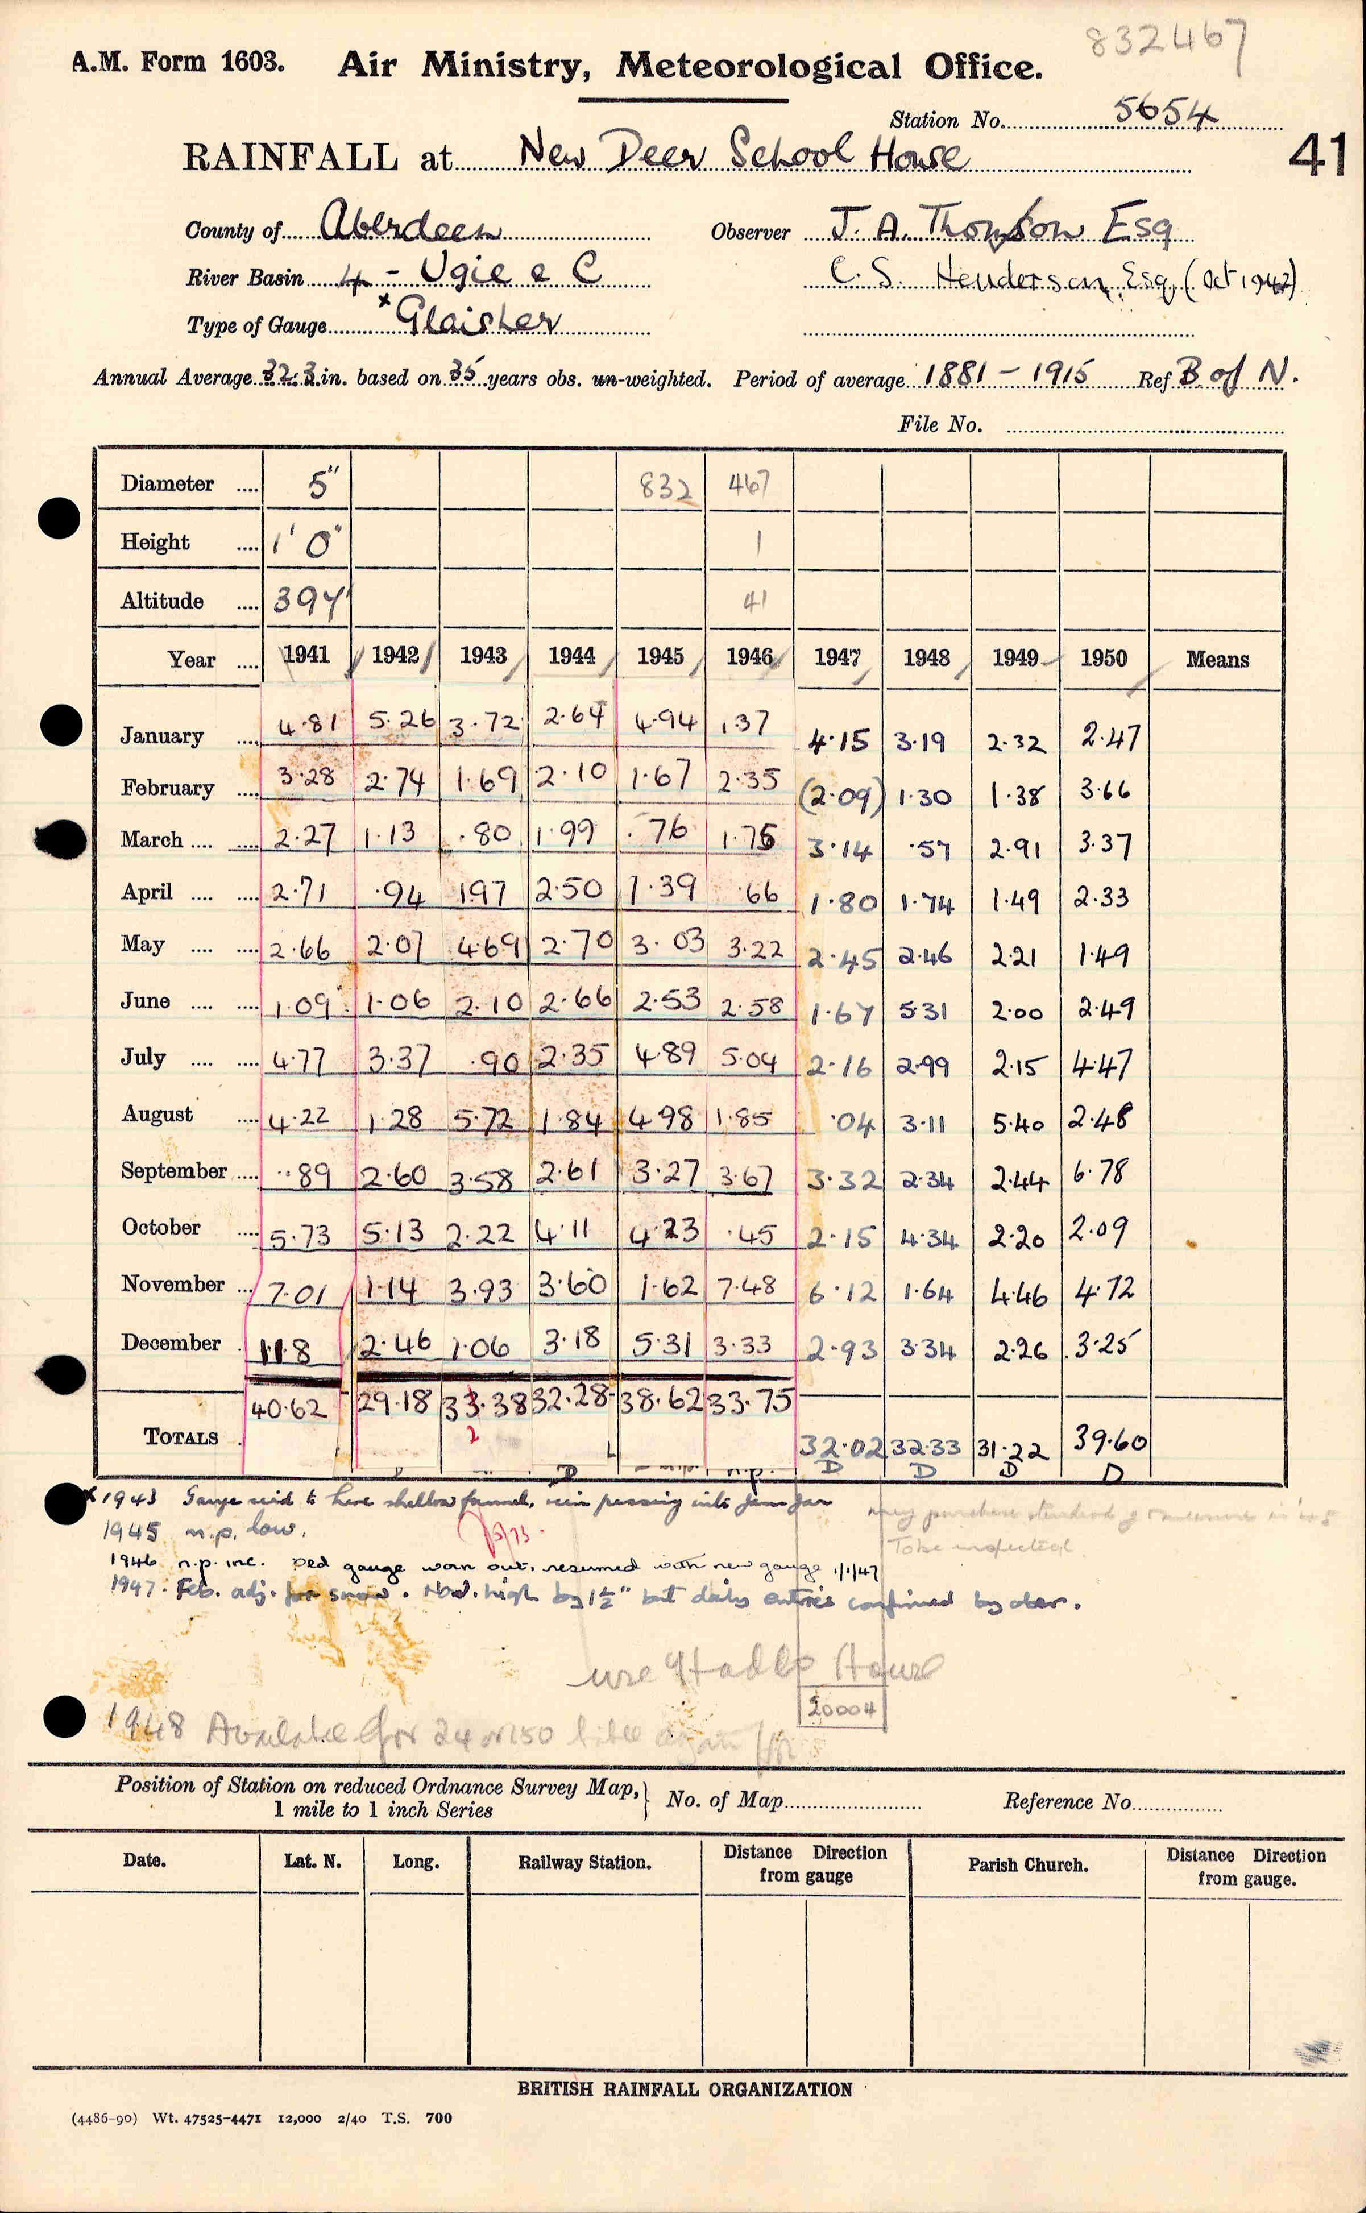 832467
A.M. Form 1603. Air Ministry, Meteorological Office.
Station No. 5654
RAINFALL at New Deer School House 41
County of Aberdeen Observer J. A. Thomson Esq
River Basin 4 - Ugie & C C. S. Henderson, Esq, (Oct 1942)
Type of Gauge *Glaisher
Annual Average 32.3 in. based on 35 years obs. un-weighted. Period of average 1881 - 1915 Ref B of N.
File No.
Diameter .... 5" 832 467
Height .... 1' 0" 1
Altitude .... 394' 41
Year .... 1941 1942 1943 1944 1945 1946 1947 1948 1949 1950 Means
January .... 4.81 5.26 3.72 2.64 4.94 1.37 4.15 3.19 2.32 2.47
February .... 3.28 2.74 1.69 2.10 1.67 2.35 (2.09) 1.30 1.38 3.66
March .... .... 2.27 1.13 .80 1.99 .76 1.75 3.14 .57 2.91 3.37
April .... .... 2.71 .94 1.97 2.50 1.39 .66 1.80 1.74 1.49 2.33
May .... .... 2.66 2.07 4.69 2.70 3.03 3.22 2.45 2.46 2.21 1.49
June .... .... 1.09 1.06 2.10 2.66 2.53 2.58 1.67 5.31 2.00 2.49
July .... .... 4.77 3.37 .90 2.35 4.89 5.04 2.16 2.99 2.15 4.47
August .... 4.22 1.28 5.72 1.84 4.98 1.85 .04 3.11 5.40 2.48
September .... .89 2.60 3.58 2.61 3.27 3.67 3.32 2.34 2.44 6.78
October .... 5.73 5.13 2.22 4.11 4.23 .45 2.15 4.34 2.20 2.09
November ... 7.01 1.14 3.93 3.60 1.62 7.48 6.12 1.64 4.46 4.72
December . 1.18 2.46 1.06 3.18 5.31 3.33 2.93 3.34 2.26 3.25
TOTALS . 40.62 29.18 33.38 32.28 38.62 33.75 32.02 32.33 31.22 39.60
2
D D D D D
* 1943 Gauge said to have shallow funnel, rain passing into jam jar
1945 n.p. low.
To be inspected
1946 n.p. inc. Old gauge worn out, resumed with new gauge 1/1/47
1947. Feb. adj. for snow. Nov. high by 1½" but daily entries confirmed by obser.
use Haddo House
20004
1948 Available for 24 or 150
Position of Station on reduced Ordnance Survey Map, } No. of Map Reference No
1 mile to 1 inch Series
Date. Lat. N. Long. Railway Station. Distance from gauge Direction Parish Church. Distance Direction from gauge.
BRITISH RAINFALL ORGANIZATION
(4486-90) Wt. 47525-4471 12,000 2/40 T.S. 700